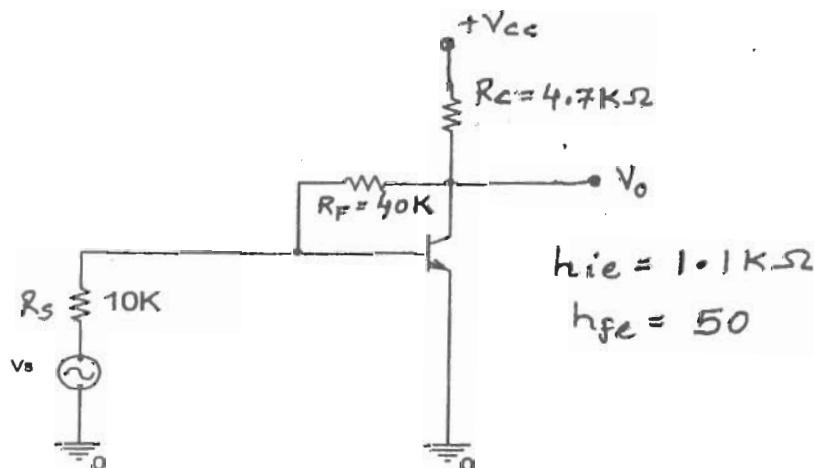 +Vcc
Rc = 4.7KΩ
RF = 40K
Vo
hie = 1.1KΩ
hfe = 50
Rs 10K
Vs
0
0